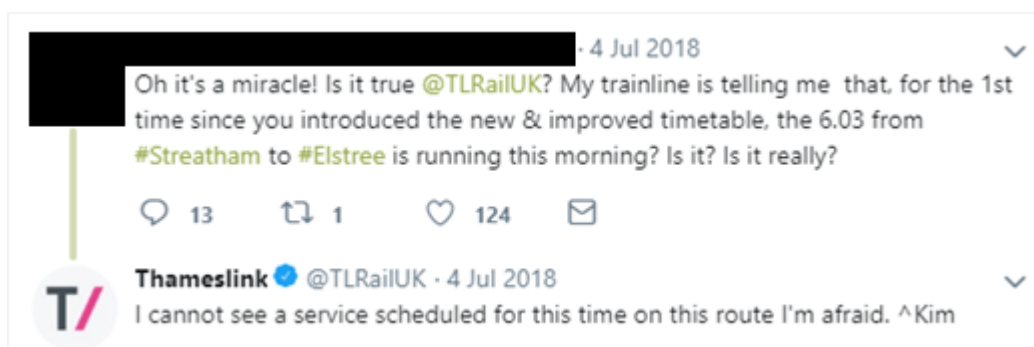 · 4 Jul 2018
Oh it's a miracle! Is it true @TLRailUK? My trainline is telling me  that, for the 1st
time since you introduced the new & improved timetable, the 6.03 from
#Streatham to #Elstree is running this morning? Is it? Is it really?
13 1 124
Thameslink @TLRailUK · 4 Jul 2018
T/
I cannot see a service scheduled for this time on this route I'm afraid. ^Kim